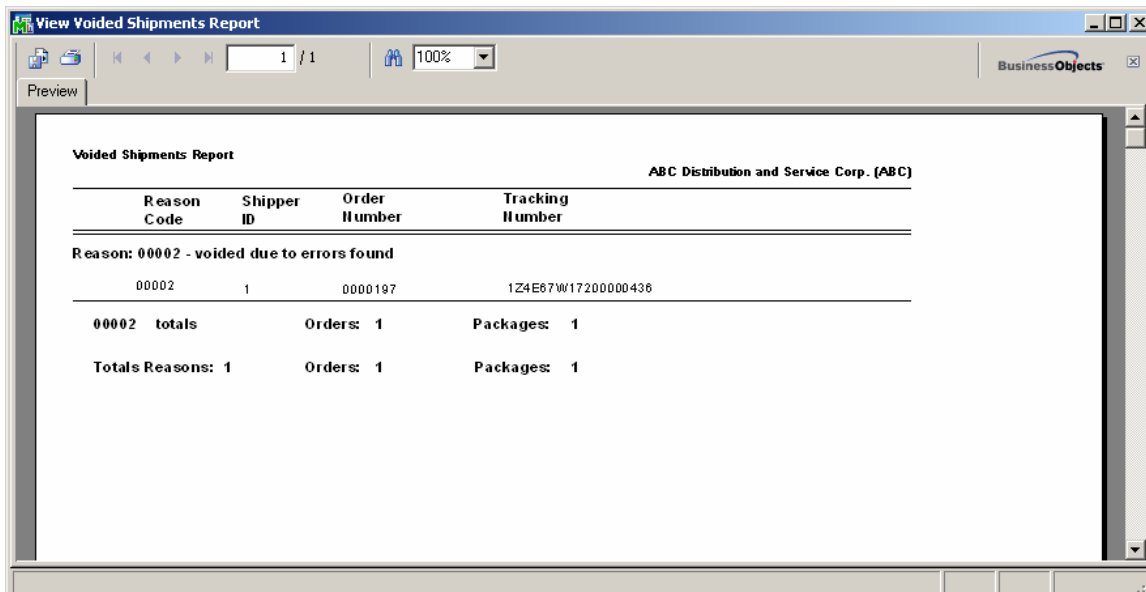 View Voided Shipments Report
1 / 1 100%
BusinessObjects
Preview
Voided Shipments Report
ABC Distribution and Service Corp. (ABC)
Reason Code Shipper ID Order Number Tracking Number
Reason: 00002 - voided due to errors found
00002 1 0000197 1Z4E67W17200000436
00002 totals Orders: 1 Packages: 1
Totals Reasons: 1 Orders: 1 Packages: 1